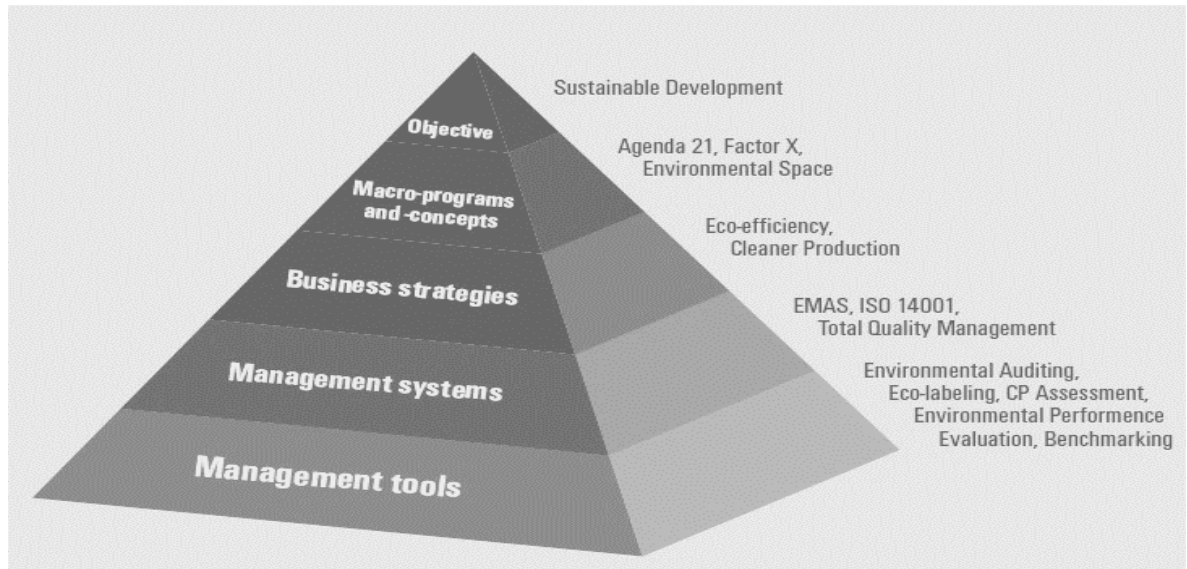 Sustainable Development
Objective
Agenda 21, Factor X,
Environmental Space
Macro-programs
and -concepts
Eco-efficiency,
Cleaner Production
Business strategies
EMAS, ISO 14001,
Total Quality Management
Management systems
Environmental Auditing,
Eco-labeling, CP Assessment,
Environmental Performence
Evaluation, Benchmarking
Management tools